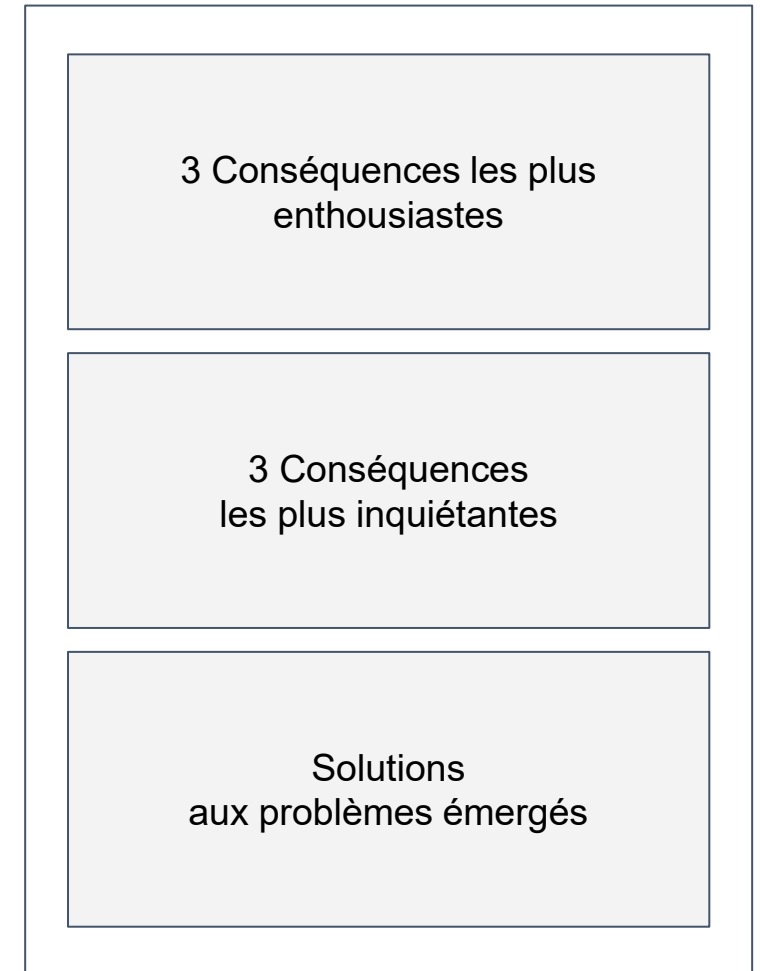 3 Conséquences les plus
enthousiastes
3 Conséquences
les plus inquiétantes
Solutions
aux problèmes émergés